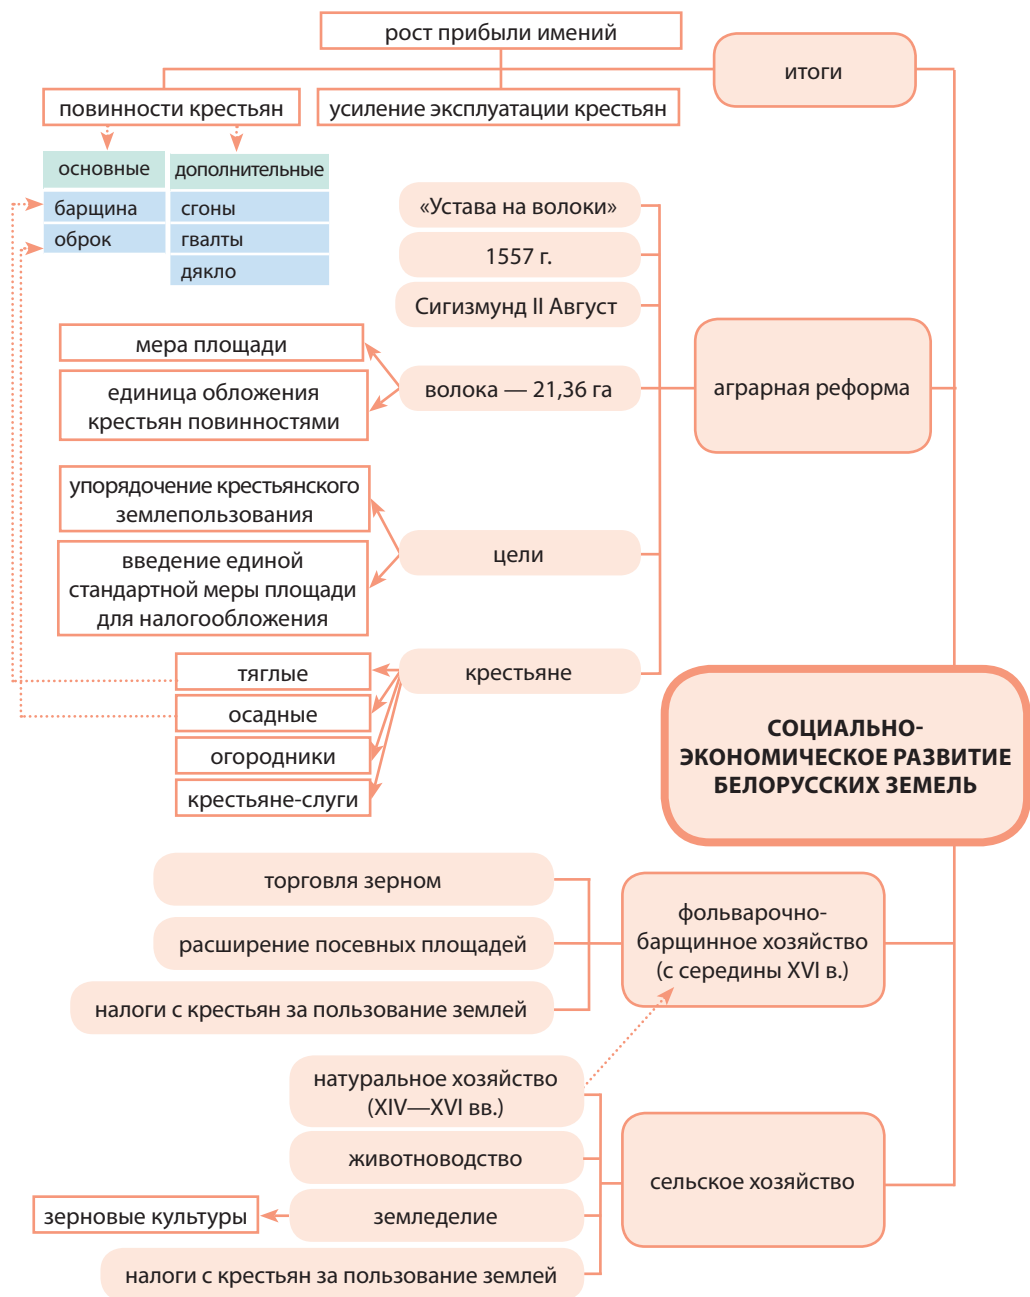 рост прибыли имений
итоги
повинности крестьян
усиление эксплуатации крестьян
основные
дополнительные
барщина
сгоны
оброк
гвалты
дякло
«Устава на волоки»
1557 г.
Сигизмунд II Август
мера площади
единица обложения
крестьян повинностями
волока — 21,36 га
аграрная реформа
упорядочение крестьянского
землепользования
введение единой
стандартной меры площади
для налогообложения
цели
тяглые
осадные
огородники
крестьяне-слуги
крестьяне
СОЦИАЛЬНО-
ЭКОНОМИЧЕСКОЕ РАЗВИТИЕ
БЕЛОРУССКИХ ЗЕМЕЛЬ
торговля зерном
расширение посевных площадей
налоги с крестьян за пользование землей
фольварочно-
барщинное хозяйство
(с середины XVI в.)
натуральное хозяйство
(XIV—XVI вв.)
животноводство
зерновые культуры
земледелие
налоги с крестьян за пользование землей
сельское хозяйство